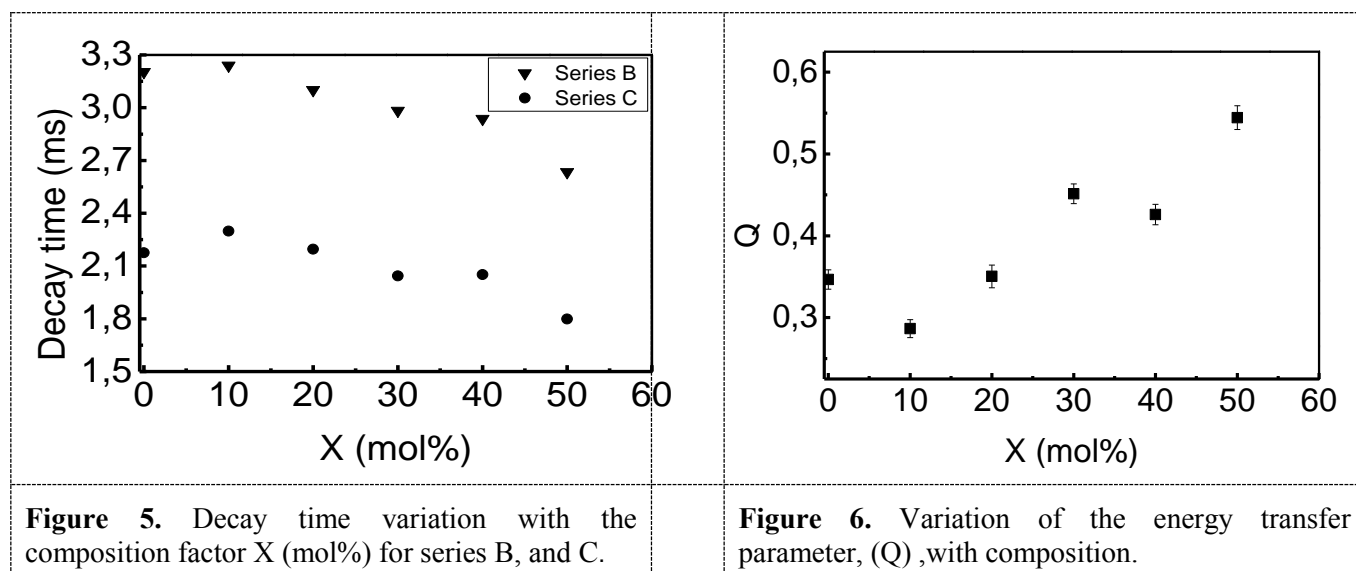 3,3
3,0
2,7
2,4
2,1
1,8
1,5
Decay time (ms)
Series B
Series C
0 10 20 30 40 50 60
X (mol%)
0,6
0,5
0,4
0,3
Q
0 10 20 30 40 50 60
X (mol%)
Figure 5. Decay time variation with the
composition factor X (mol%) for series B, and C.
Figure 6. Variation of the energy transfer
parameter, (Q) ,with composition.